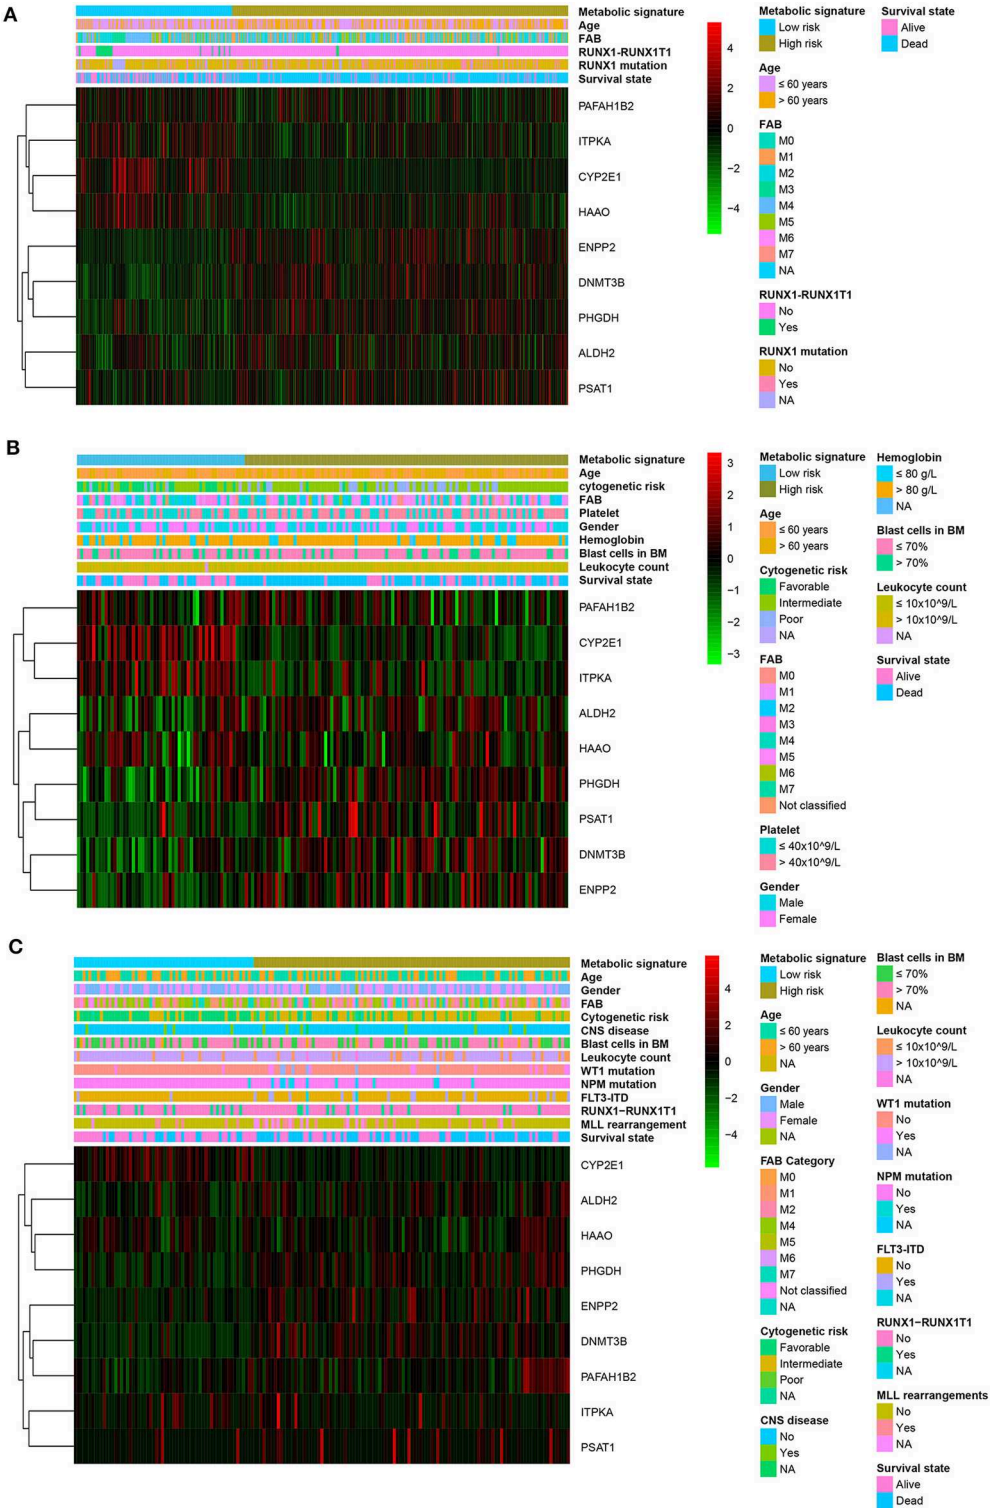 A
Metabolic signature
Age
FAB
RUNX1-RUNX1T1
RUNX1 mutation
Survival state
PAFAH1B2
ITPKA
CYP2E1
HAAO
ENPP2
DNMT3B
PHGDH
ALDH2
PSAT1
4
2
0
−2
−4
Metabolic signature
Low risk
High risk
Age
≤ 60 years
> 60 years
FAB
M0
M1
M2
M3
M4
M5
M6
M7
NA
RUNX1-RUNX1T1
No
Yes
RUNX1 mutation
No
Yes
NA
Survival state
Alive
Dead
B
Metabolic signature
Age
cytogenetic risk
FAB
Platelet
Gender
Hemoglobin
Blast cells in BM
Leukocyte count
Survival state
PAFAH1B2
CYP2E1
ITPKA
ALDH2
HAAO
PHGDH
PSAT1
DNMT3B
ENPP2
3
2
1
0
−1
−2
−3
Metabolic signature
Low risk
High risk
Age
≤ 60 years
> 60 years
Cytogenetic risk
Favorable
Intermediate
Poor
NA
FAB
M0
M1
M2
M3
M4
M5
M6
M7
Not classified
Platelet
≤ 40x10^9/L
> 40x10^9/L
Gender
Male
Female
Hemoglobin
≤ 80 g/L
> 80 g/L
NA
Blast cells in BM
≤ 70%
> 70%
Leukocyte count
≤ 10x10^9/L
> 10x10^9/L
NA
Survival state
Alive
Dead
C
Metabolic signature
Age
Gender
FAB
Cytogenetic risk
CNS disease
Blast cells in BM
Leukocyte count
WT1 mutation
NPM mutation
FLT3-ITD
RUNX1−RUNX1T1
MLL rearrangement
Survival state
CYP2E1
ALDH2
HAAO
PHGDH
ENPP2
DNMT3B
PAFAH1B2
ITPKA
PSAT1
4
2
0
−2
−4
Metabolic signature
Low risk
High risk
Age
≤ 60 years
> 60 years
NA
Gender
Male
Female
NA
FAB Category
M0
M1
M2
M4
M5
M6
M7
Not classified
NA
Cytogenetic risk
Favorable
Intermediate
Poor
NA
CNS disease
No
Yes
NA
Blast cells in BM
≤ 70%
> 70%
NA
Leukocyte count
≤ 10x10^9/L
> 10x10^9/L
NA
WT1 mutation
No
Yes
NA
NPM mutation
No
Yes
NA
FLT3-ITD
No
Yes
NA
RUNX1−RUNX1T1
No
Yes
NA
MLL rearrangements
No
Yes
NA
Survival state
Alive
Dead